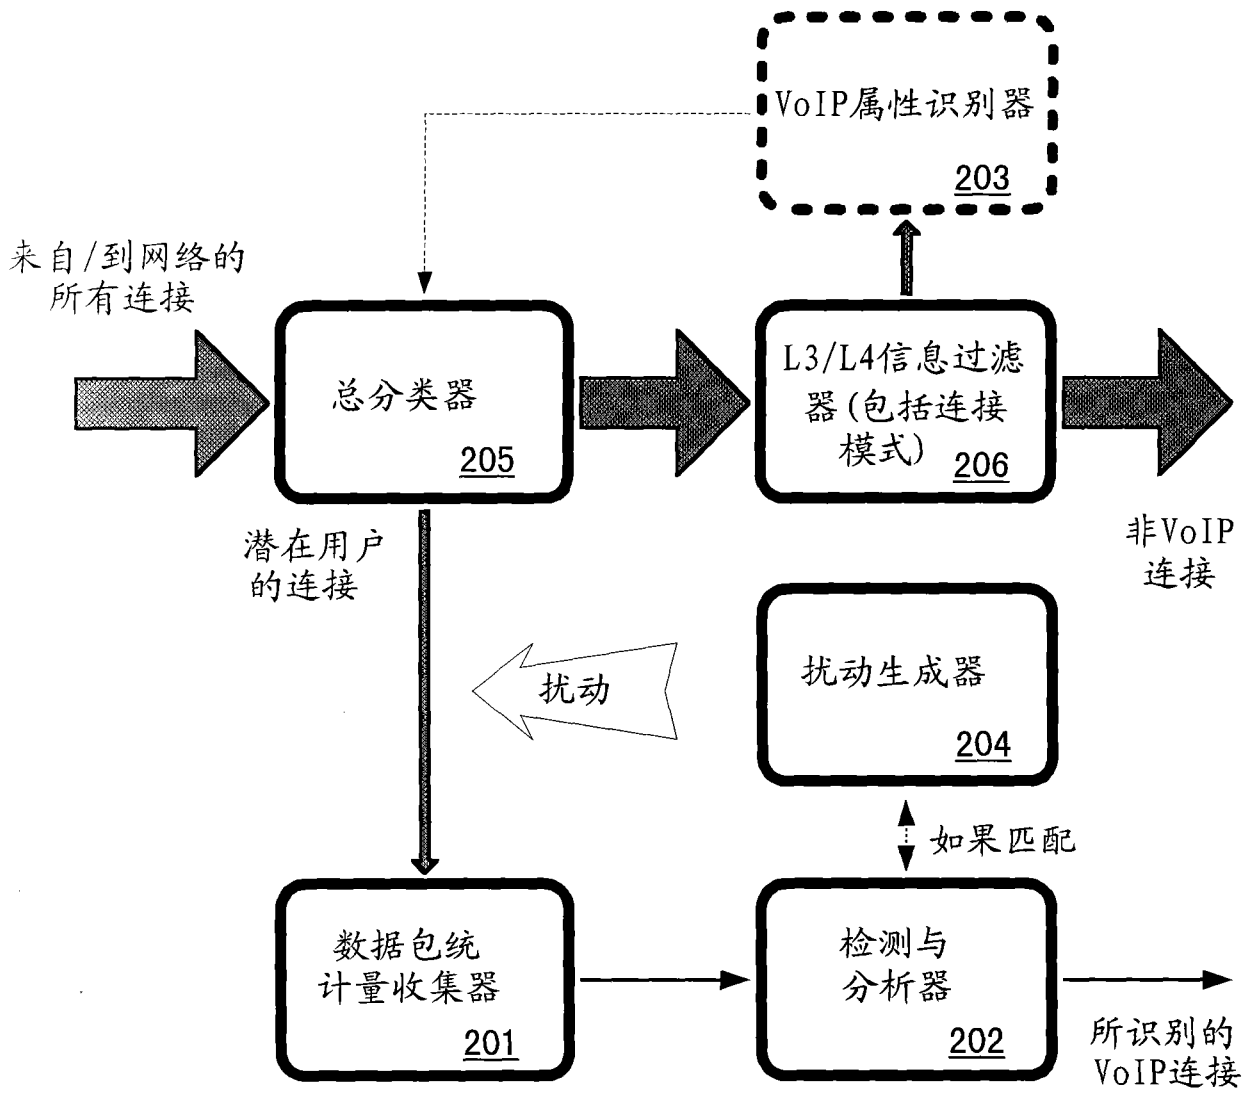 VoIP属性识别器
203
来自/到网络的
所有连接
总分类器
205
L3/L4信息过滤
器(包括连接
模式)
206
非VoIP
连接
潜在用户
的连接
扰动
扰动生成器
204
如果匹配
数据包统
计量收集器
201
检测与
分析器
202
所识别的
VoIP连接